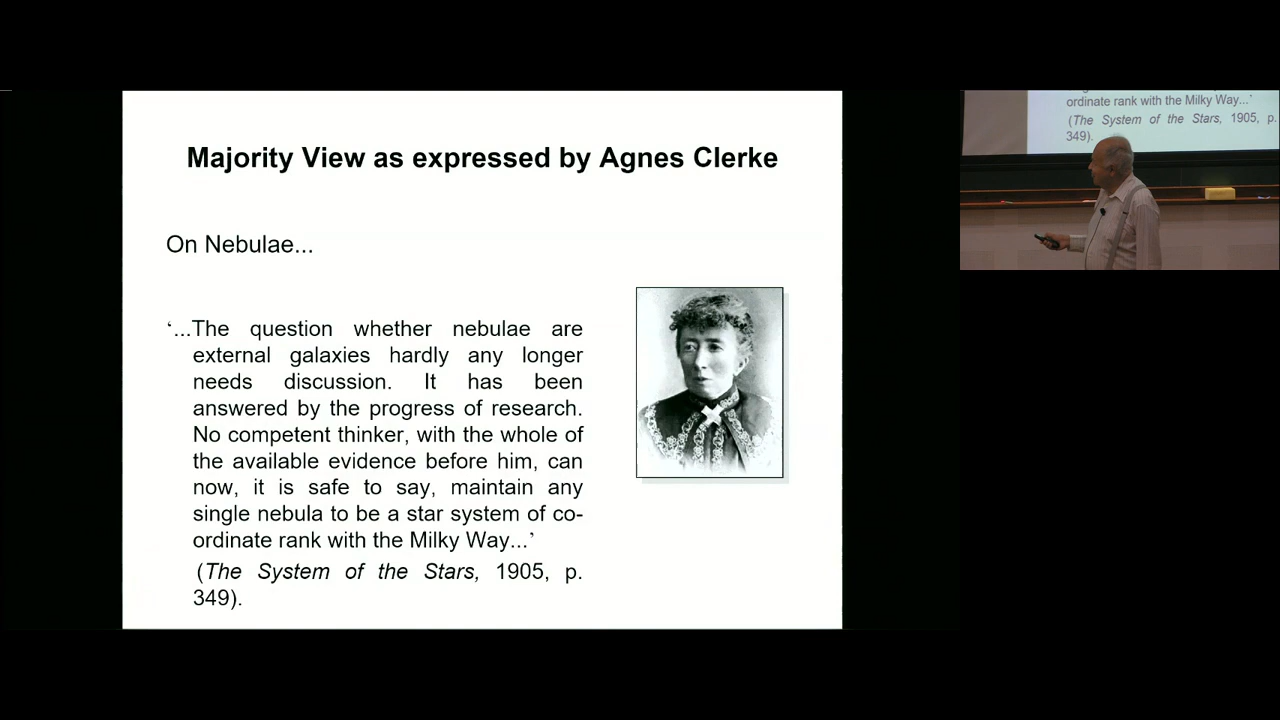 Majority View as expressed by Agnes Clerke
On Nebulae...
‘...The question whether nebulae are
external galaxies hardly any longer
needs discussion. It has been
answered by the progress of research.
No competent thinker, with the whole of
the available evidence before him, can
now, it is safe to say, maintain any
single nebula to be a star system of co-
ordinate rank with the Milky Way...’
(The System of the Stars, 1905, p.
349).
ordinate rank with the Milky Way...’
(The System of the Stars, 1905, p.
349).